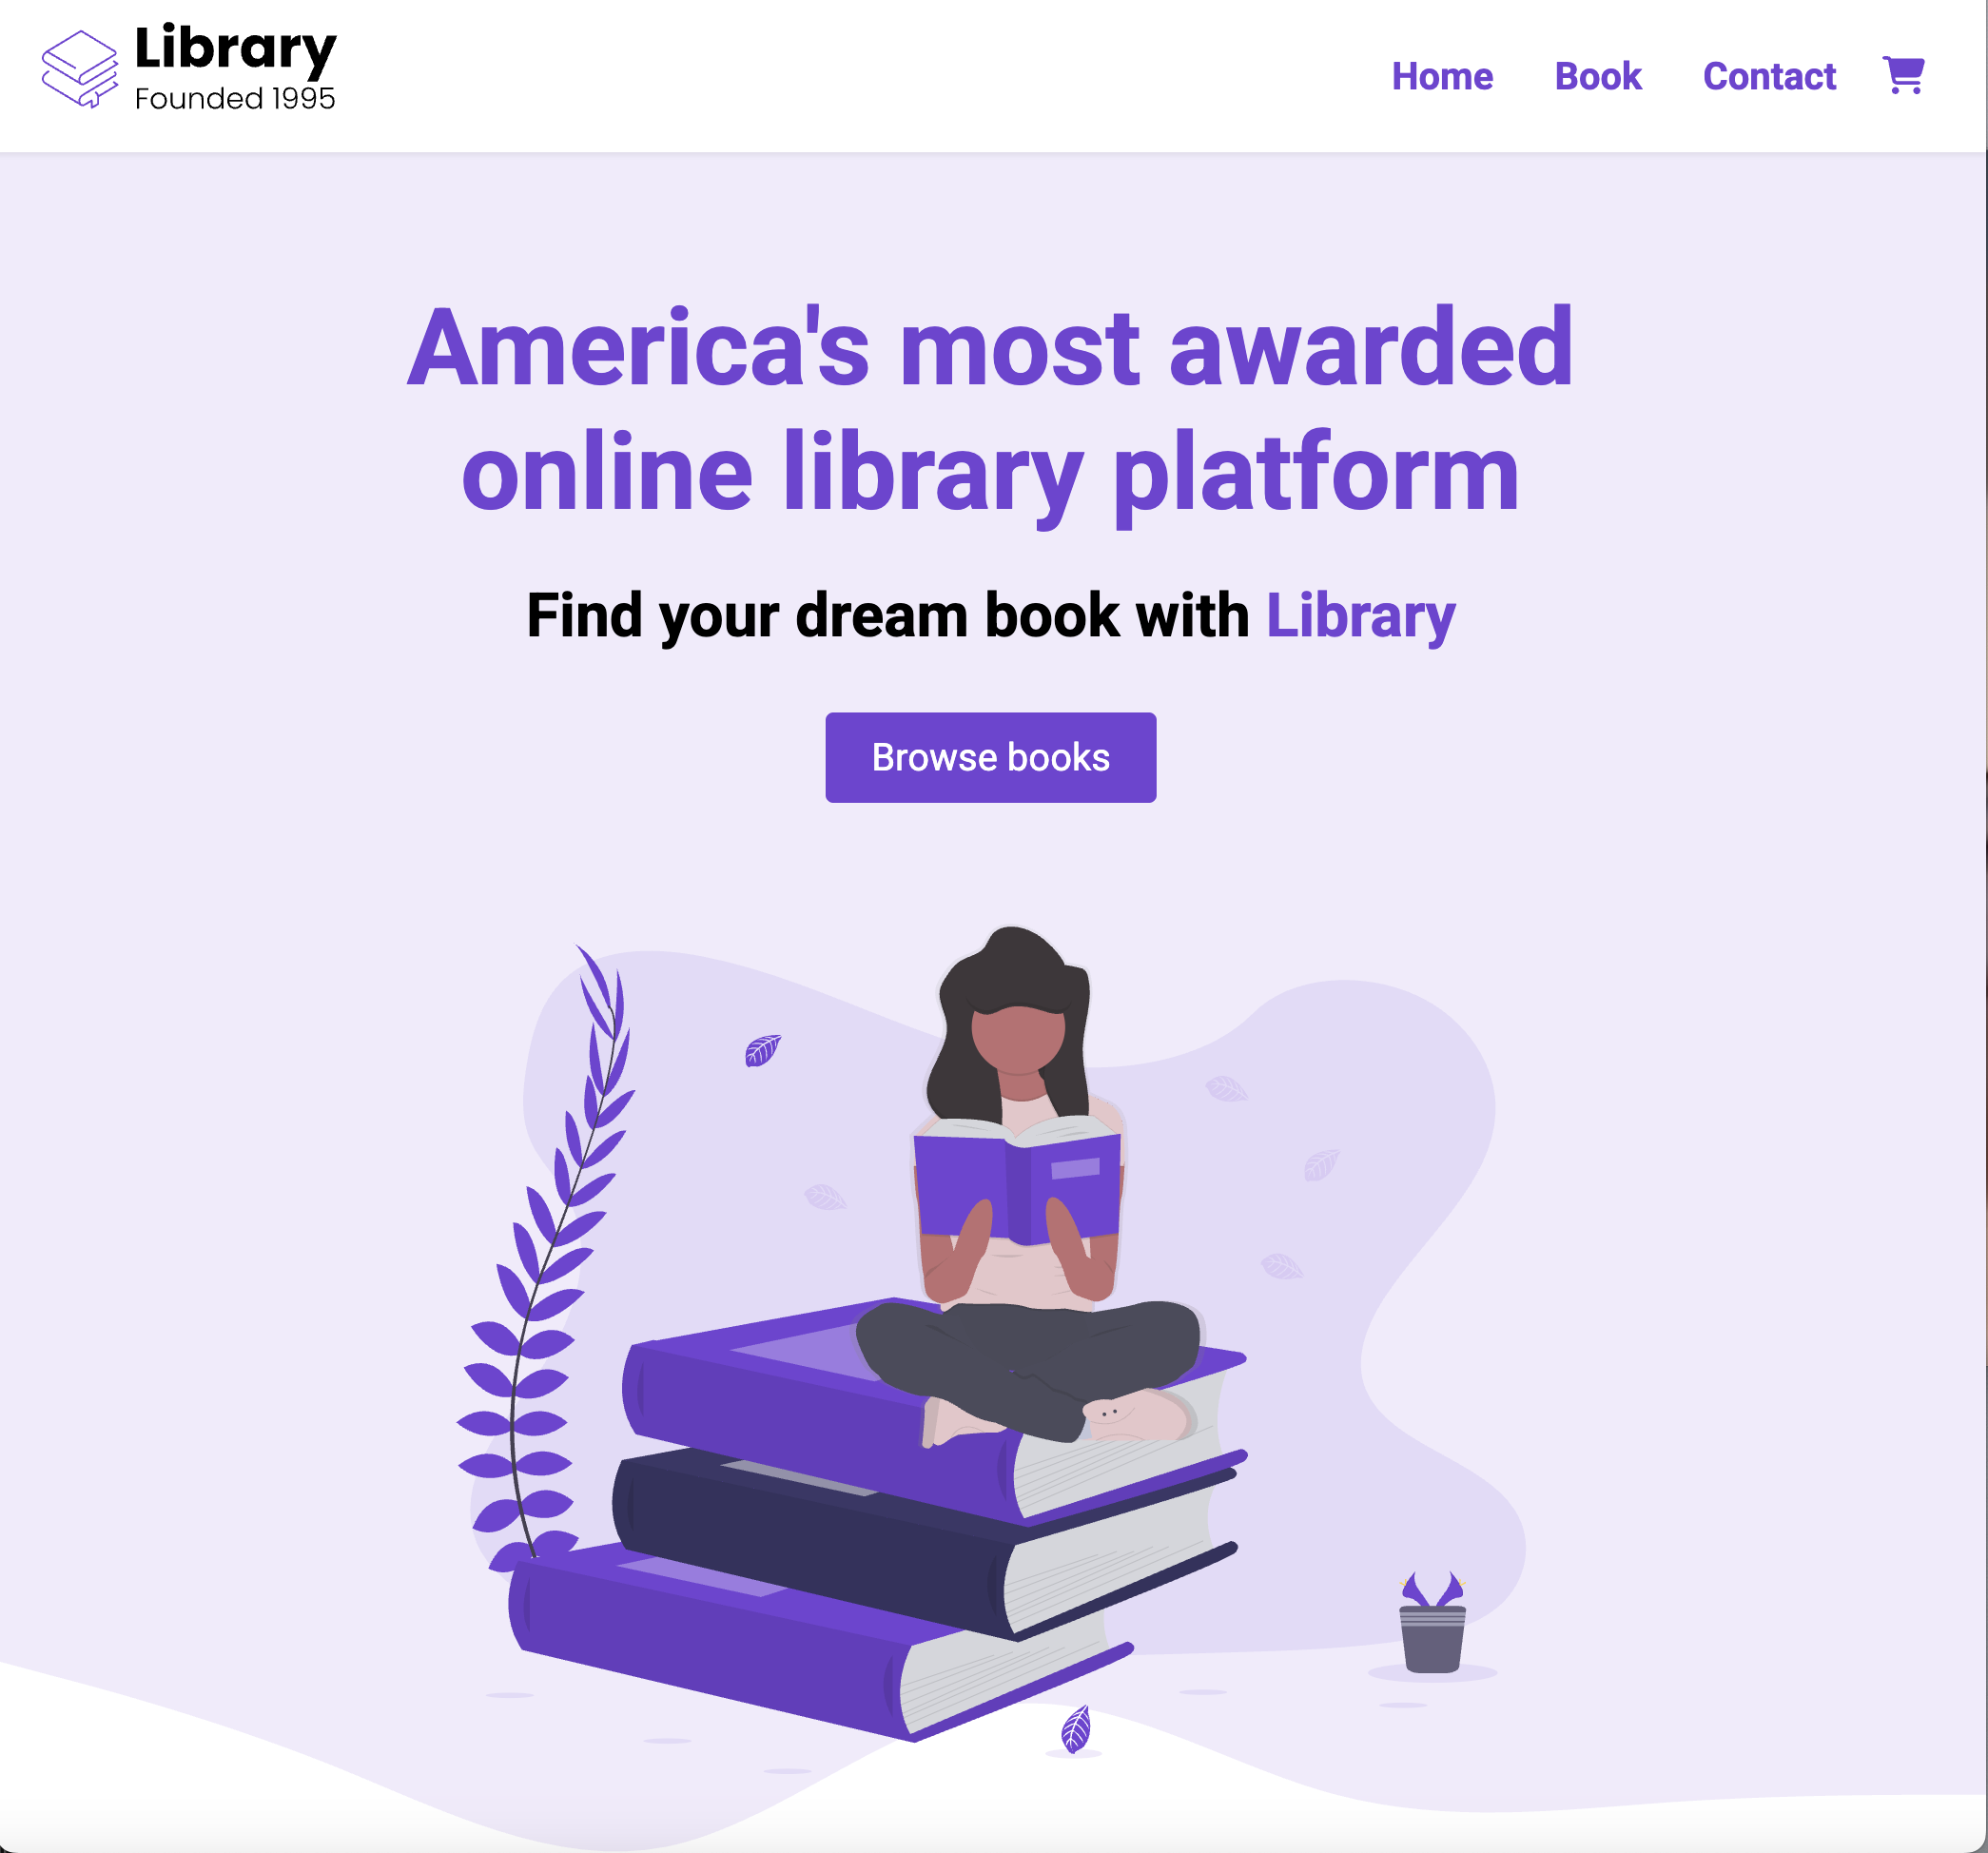 Library
Founded 1995
Home Book Contact
America's most awarded
online library platform
Find your dream book with Library
Browse books